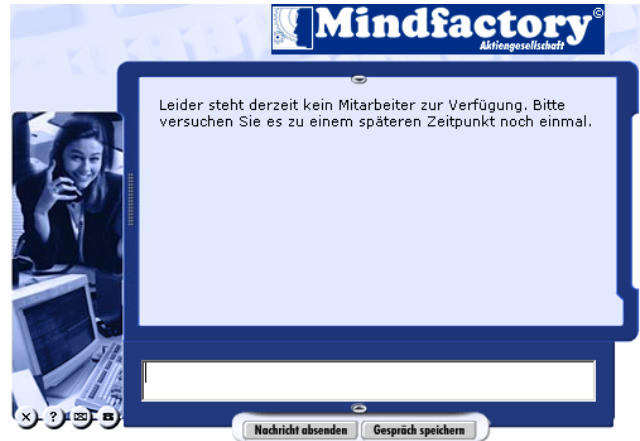 Mindfactory®
Aktiengesellschaft
Leider steht derzeit kein Mitarbeiter zur Verfügung. Bitte
versuchen Sie es zu einem späteren Zeitpunkt noch einmal.
Nachricht absenden Gespräch speichern